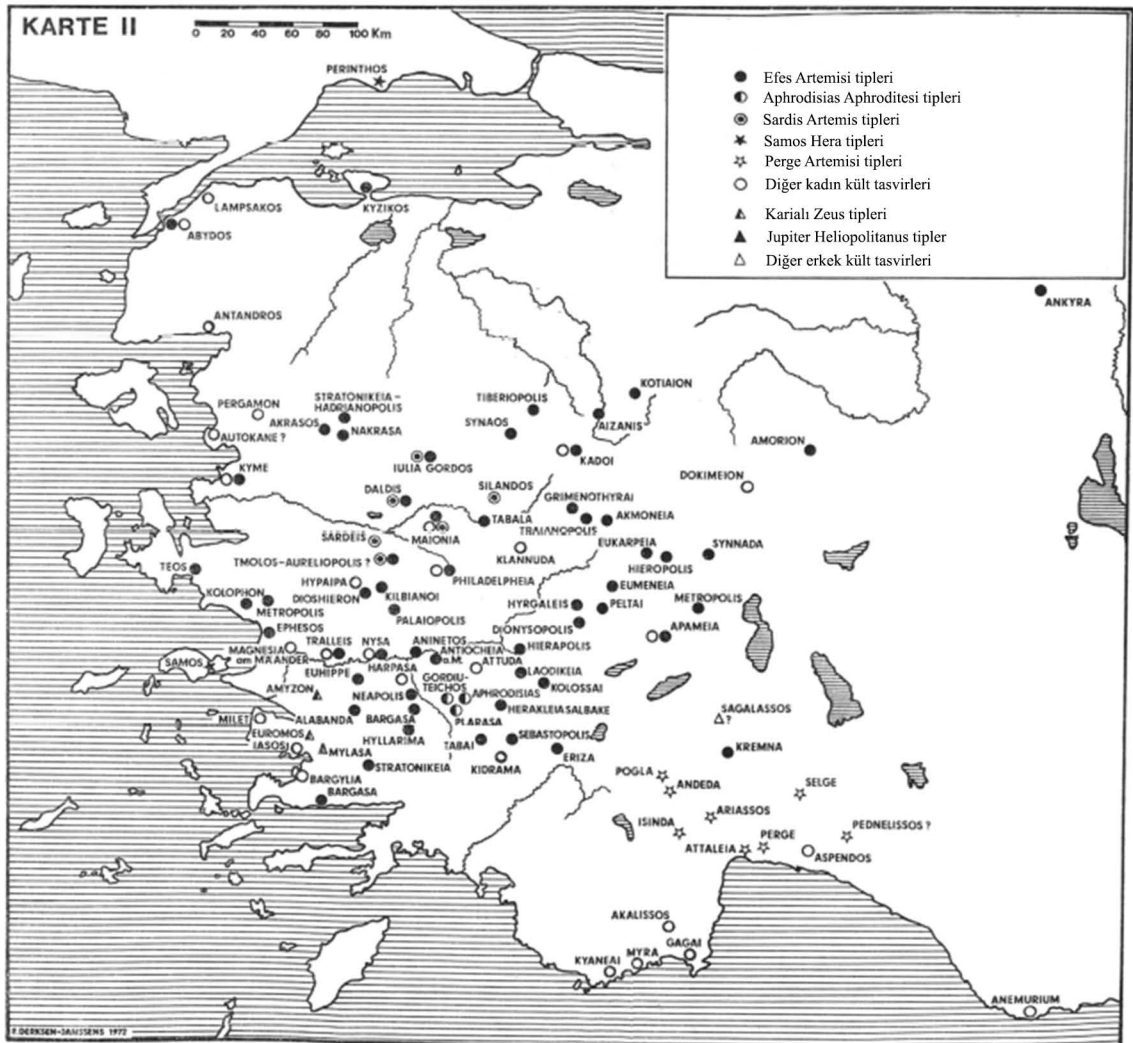 KARTE II
0 20 40 60 80 100 Km
Efes Artemisi tipleri
Aphrodisias Aphroditesi tipleri
Sardis Artemis tipleri
Samos Hera tipleri
Perge Artemisi tipleri
Diğer kadın kült tasvirleri
Karialı Zeus tipleri
Jupiter Heliopolitanus tipler
Diğer erkek kült tasvirleri
PERINTHOS
LAMPSAKOS
KYZIKOS
ABYDOS
ANKYRA
ANTANDROS
PERGAMON
STRATONIKEIA–
HADRIANOPOLIS
TIBERIOPOLIS
KOTIAION
AKRASOS
NAKRASA
SYNAOS
AIZANIS
AUTOKANE ?
AMORION
KYME
IULIA GORDOS
KADOI
DOKIMEION
DALDIS
SILANDOS
GRIMENOTHYRAI
TABALA
TRAIANOPOLIS
AKMONEIA
MAIONIA
SARDEIS
KLANNUDA
EUKARPEIA
SYNNADA
HIEROPOLIS
TMOLOS–AURELIOPOLIS ?
TEOS
PHILADELPHEIA
HYPAIPA
EUMENEIA
KOLOPHON
DIOSHIERON
KILBIANOI
HYRGALEIS
PELTAI
METROPOLIS
METROPOLIS
PALAIOPOLIS
DIONYSOPOLIS
EPHESOS
APAMEIA
MAGNESIA
am MÄANDER
TRALLEIS
NYSA
ANINETOS
ANTIOCHEIA
a.M.
HIERAPOLIS
SAMOS
HARPASA
ATTUDA
LAODIKEIA
EUHIPPE
GORDIU–
TEICHOS
KOLOSSAI
AMYZON
NEAPOLIS
APHRODISIAS
SAGALASSOS
?
MILET
ALABANDA
BARGASA
PLARASA
HERAKLEIA SALBAKE
EUROMOS
IASOS
HYLLARIMA
TABAI
SEBASTOPOLIS
KREMNA
MYLASA
STRATONIKEIA
KIDRAMA
ERIZA
BARGYLIA
POGLA
BARGASA
ANDEDA
SELGE
ISINDA
ARIASSOS
PEDNELISSOS ?
ATTALEIA
PERGE
ASPENDOS
AKALISSOS
GAGAI
MYRA
KYANEAI
ANEMURIUM
F. DERKSEN-JANSSENS 1972